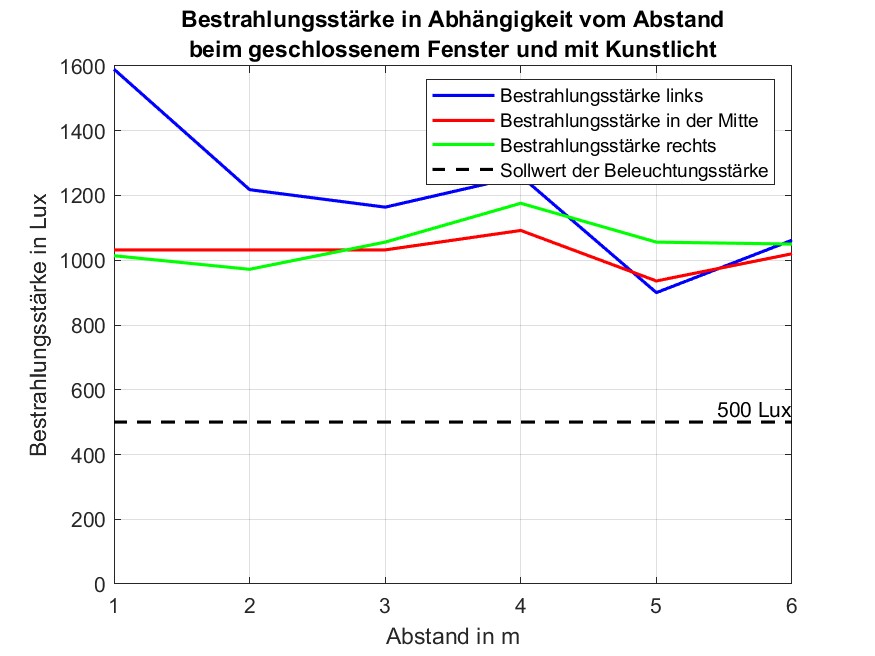 Bestrahlungsstärke in Abhängigkeit vom Abstand
beim geschlossenem Fenster und mit Kunstlicht
Bestrahlungsstärke in Lux
1600
1400
1200
1000
800
600
400
200
0
Bestrahlungsstärke links
Bestrahlungsstärke in der Mitte
Bestrahlungsstärke rechts
Sollwert der Beleuchtungsstärke
500 Lux
1 2 3 4 5 6
Abstand in m